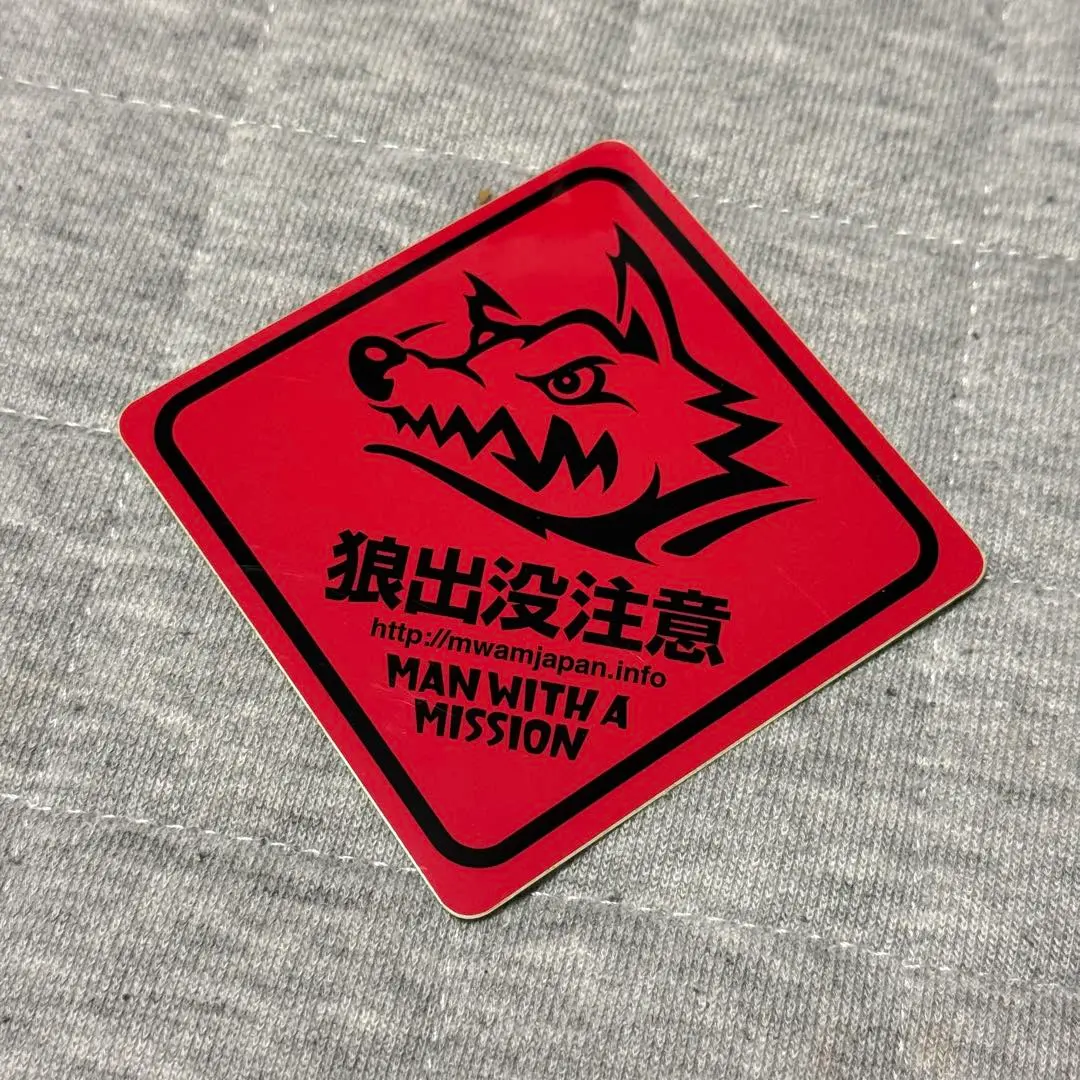 狼出没注意
http://mwamjapan.info
MAN WITH A
MISSION